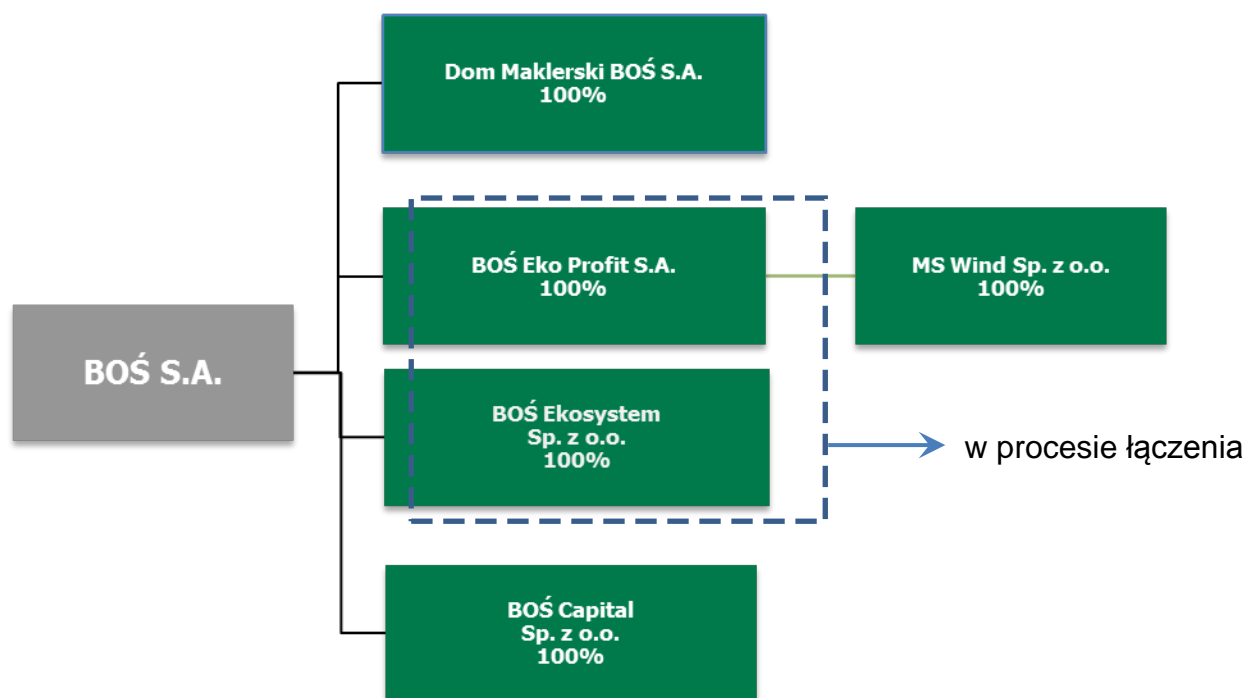 Dom Maklerski BOŚ S.A.
100%
BOŚ Eko Profit S.A.
100%
MS Wind Sp. z o.o.
100%
BOŚ S.A.
BOŚ Ekosystem
Sp. z o.o.
100%
w procesie łączenia
BOŚ Capital
Sp. z o.o.
100%